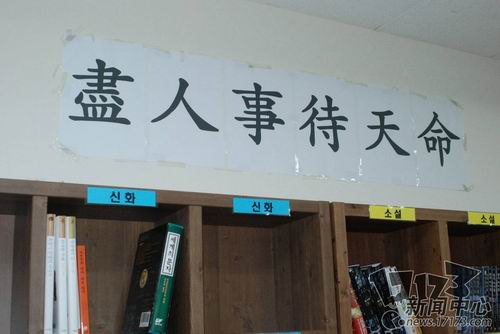 盡人事待天命
신화
신화
소설
소설
17173
新闻中心
news.17173.com